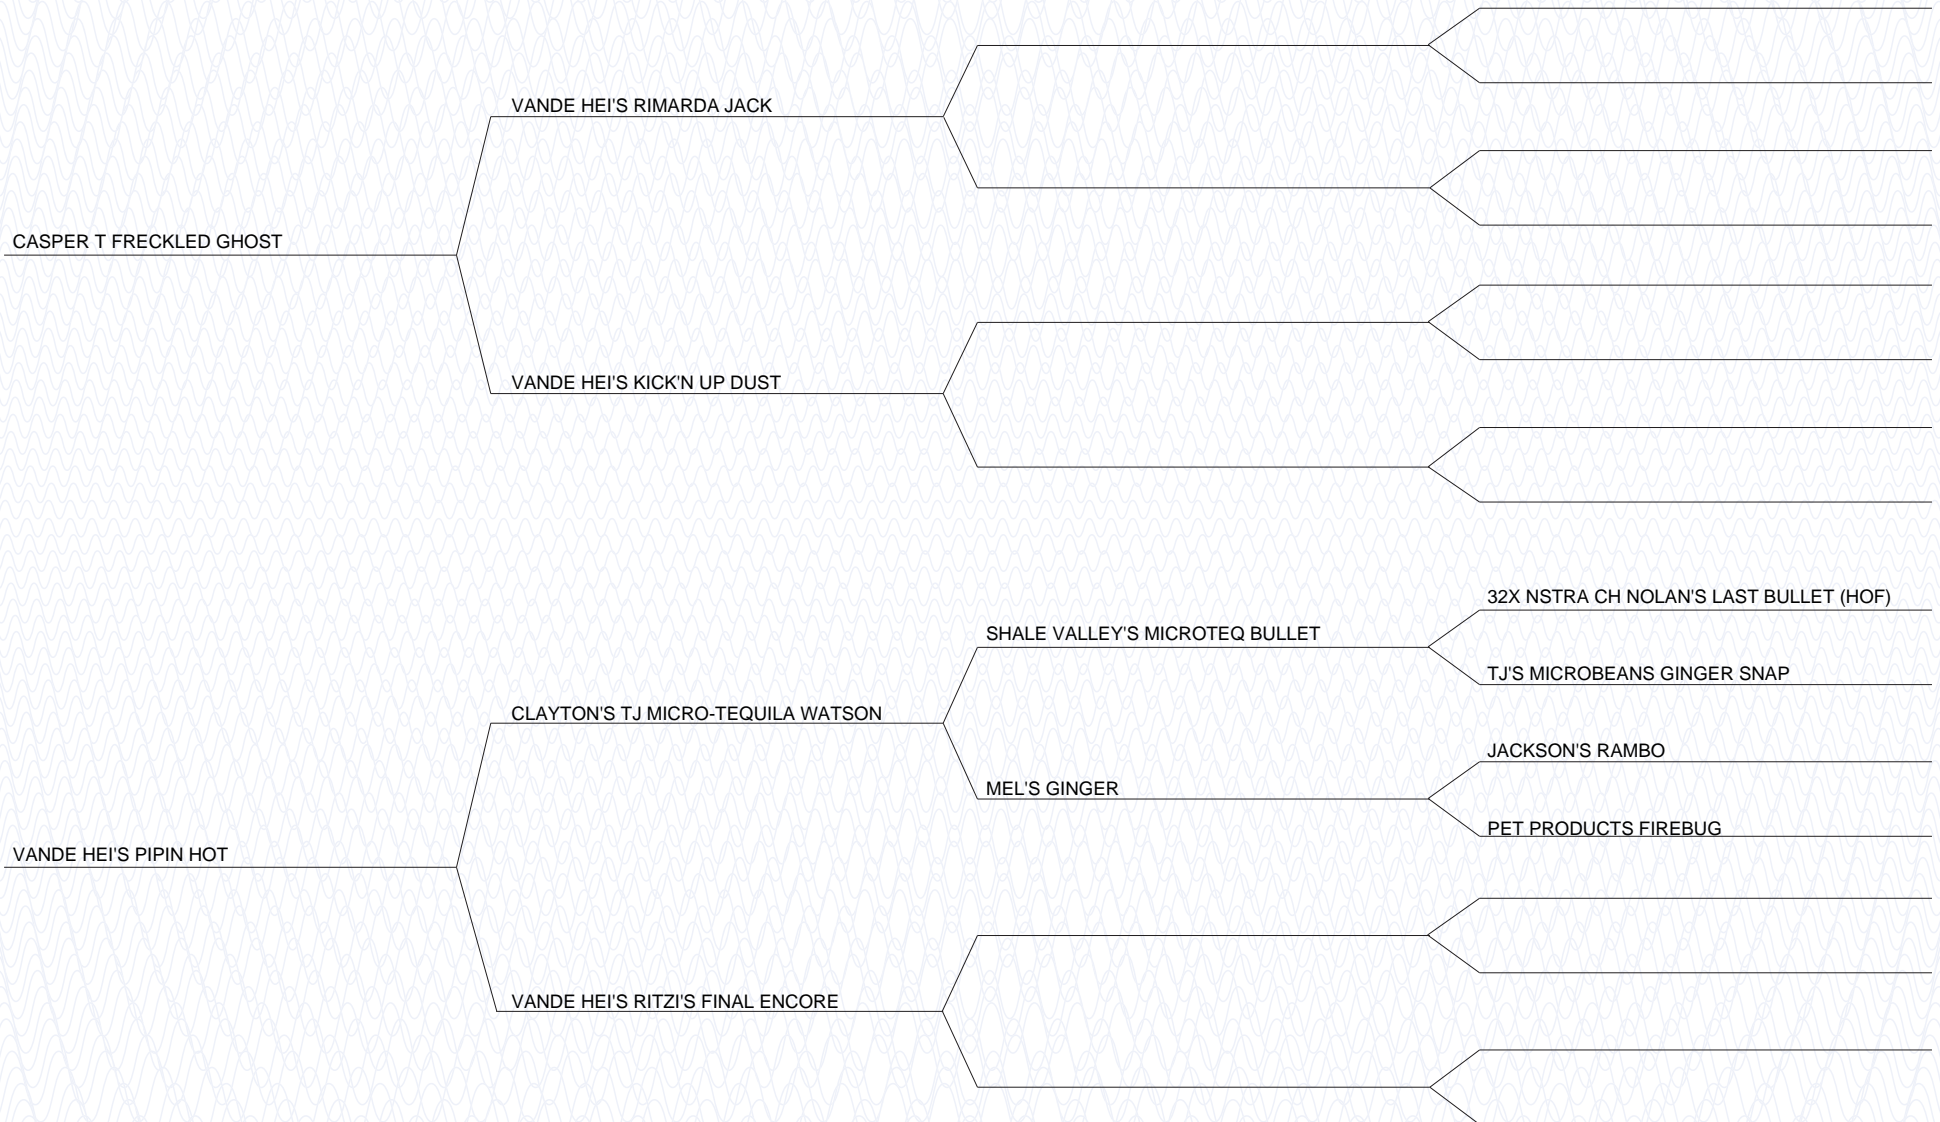 VANDE HEI'S RIMARDA JACK
CASPER T FRECKLED GHOST
VANDE HEI'S KICK'N UP DUST
32X NSTRA CH NOLAN'S LAST BULLET (HOF)
SHALE VALLEY'S MICROTEQ BULLET
TJ'S MICROBEANS GINGER SNAP
CLAYTON'S TJ MICRO-TEQUILA WATSON
JACKSON'S RAMBO
MEL'S GINGER
PET PRODUCTS FIREBUG
VANDE HEI'S PIPIN HOT
VANDE HEI'S RITZI'S FINAL ENCORE